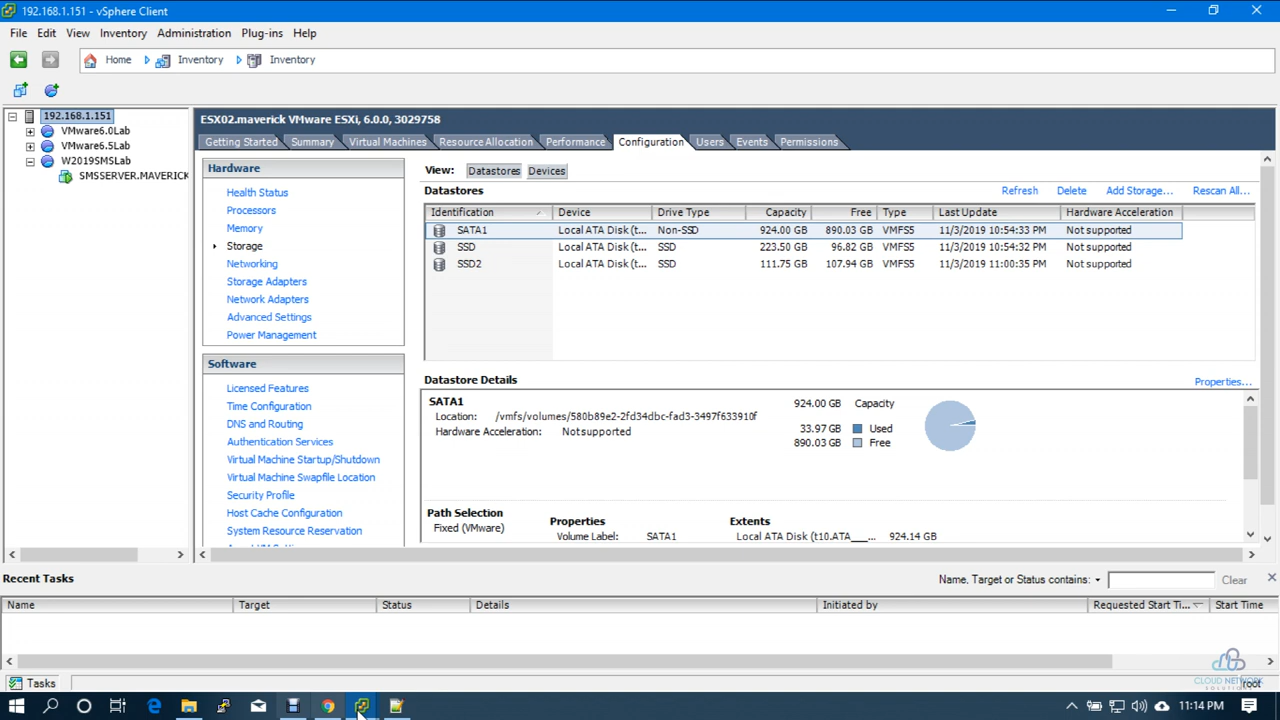 192.168.1.151 - vSphere Client
File Edit View Inventory Administration Plug-ins Help
Home Inventory Inventory
192.168.1.151
VMware6.0Lab
VMware6.5Lab
W2019SMSLab
SMSSERVER.MAVERICK
ESX02.maverick VMware ESXi, 6.0.0, 3029758
Getting Started Summary Virtual Machines Resource Allocation Performance Configuration Users Events Permissions
Hardware
Health Status
Processors
Memory
Storage
Networking
Storage Adapters
Network Adapters
Advanced Settings
Power Management
Software
Licensed Features
Time Configuration
DNS and Routing
Authentication Services
Virtual Machine Startup/Shutdown
Virtual Machine Swapfile Location
Security Profile
Host Cache Configuration
System Resource Reservation
View: Datastores Devices
Datastores Refresh Delete Add Storage... Rescan All...
Identification Device Drive Type Capacity Free Type Last Update Hardware Acceleration
SATA1 Local ATA Disk (t... Non-SSD 924.00 GB 890.03 GB VMFS5 11/3/2019 10:54:33 PM Not supported
SSD Local ATA Disk (t... SSD 223.50 GB 96.82 GB VMFS5 11/3/2019 10:54:32 PM Not supported
SSD2 Local ATA Disk (t... SSD 111.75 GB 107.94 GB VMFS5 11/3/2019 11:00:35 PM Not supported
Datastore Details Properties...
SATA1 924.00 GB Capacity
Location: /vmfs/volumes/580b89e2-2fd34dbc-fad3-3497f633910f
Hardware Acceleration: Not supported
33.97 GB Used
890.03 GB Free
Path Selection
Fixed (VMware)
Properties
Volume Label: SATA1
Extents
Local ATA Disk (t10.ATA___... 924.14 GB
Recent Tasks Name, Target or Status contains: Clear
Name Target Status Details Initiated by Requested Start Ti... Start Time
Tasks root
CLOUD NETWORK
SOLUTIONS
11:14 PM